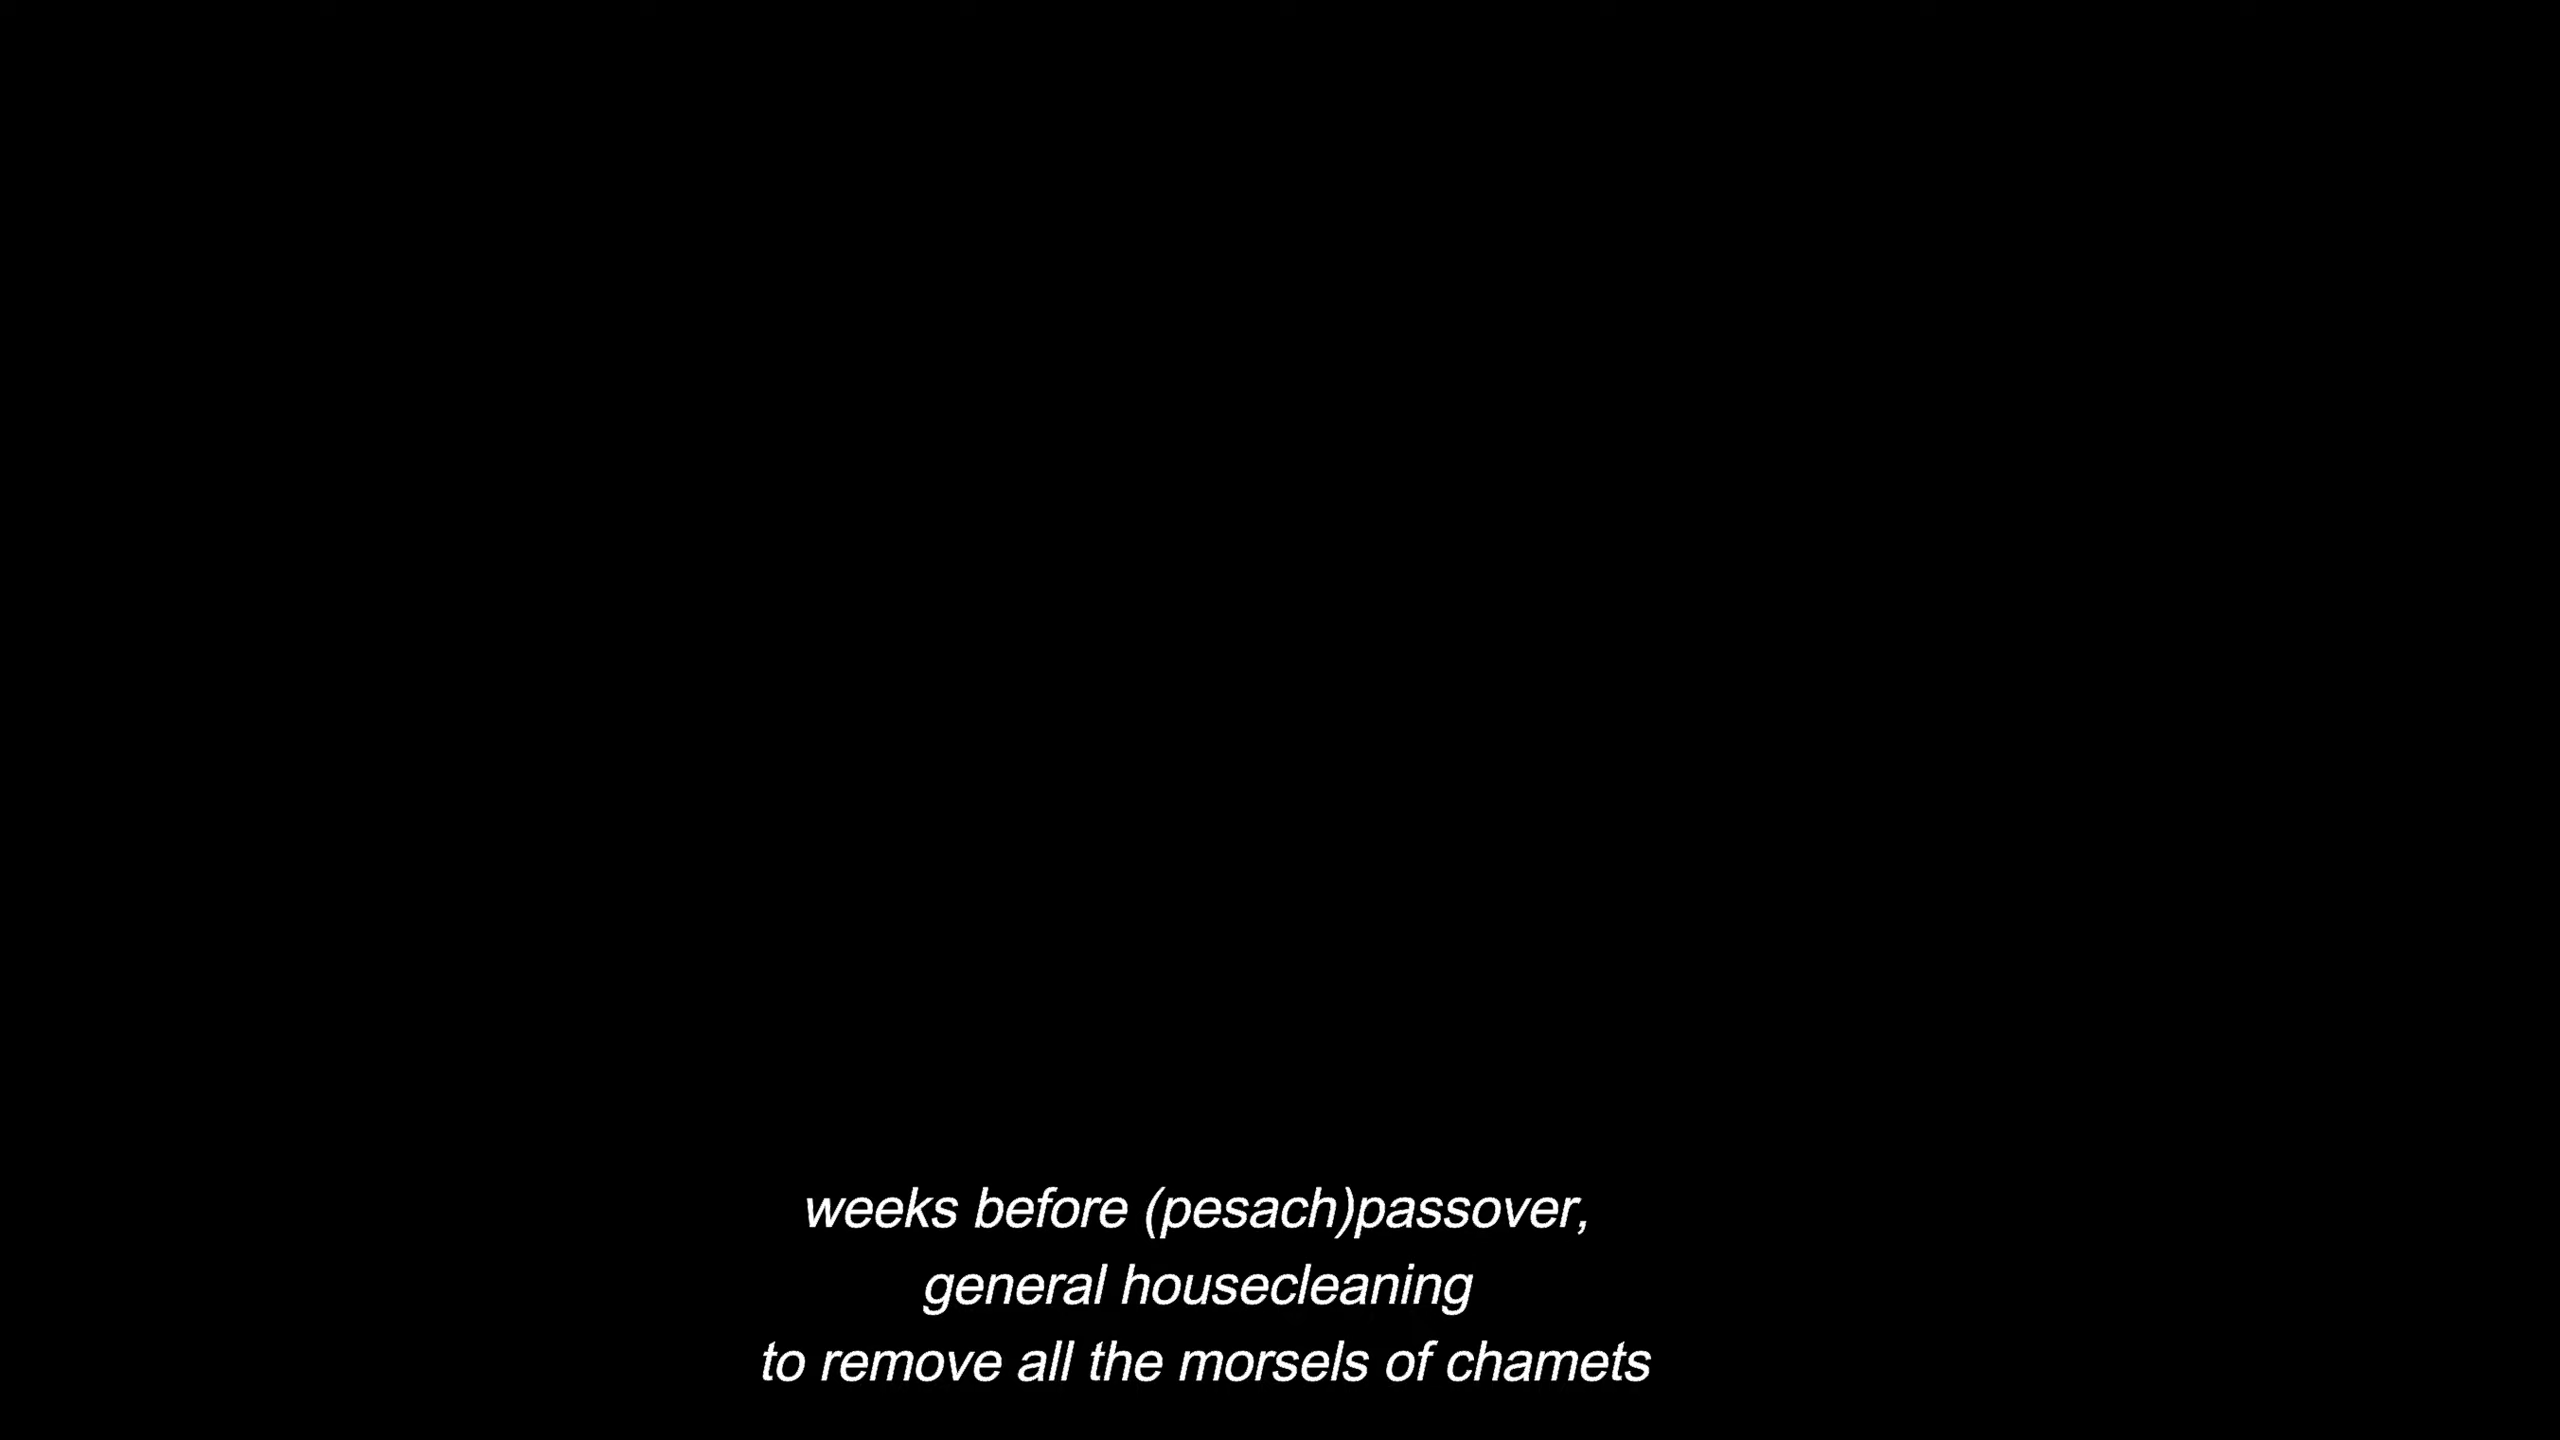 weeks before (pesach)passover,
general housecleaning
to remove all the morsels of chamets